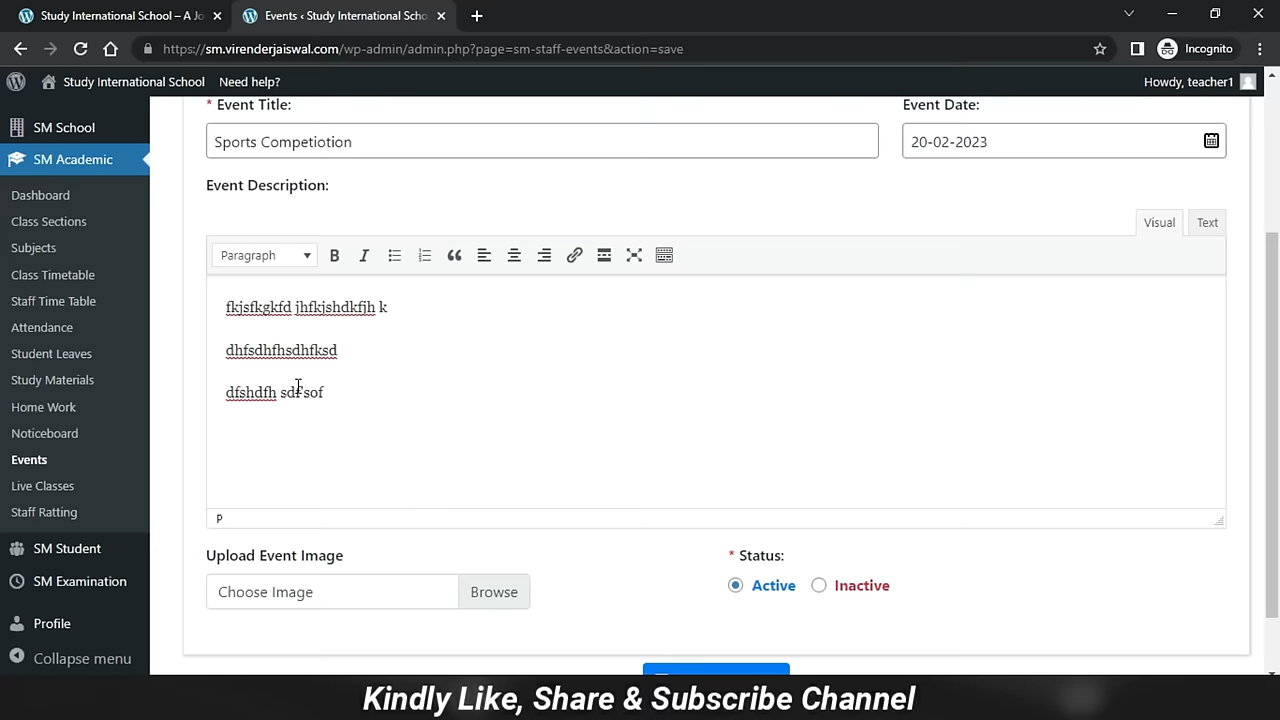 Study International School – A Jo
Events ‹ Study International Scho
https://sm.virenderjaiswal.com/wp-admin/admin.php?page=sm-staff-events&action=save
Incognito
Study International School
Need help?
Howdy, teacher1
SM School
SM Academic
Dashboard
Class Sections
Subjects
Class Timetable
Staff Time Table
Attendance
Student Leaves
Study Materials
Home Work
Noticeboard
Events
Live Classes
Staff Ratting
SM Student
SM Examination
Profile
Collapse menu
* Event Title:
Event Date:
Sports Competiotion
20-02-2023
Event Description:
Visual
Text
Paragraph
B
I
fkjsfkgkfd jhfkjshdkfjh k
dhfsdhfhsdhfksd
dfshdfh sdf sof
P
Upload Event Image
* Status:
Choose Image
Browse
Active
Inactive
Kindly Like, Share & Subscribe Channel